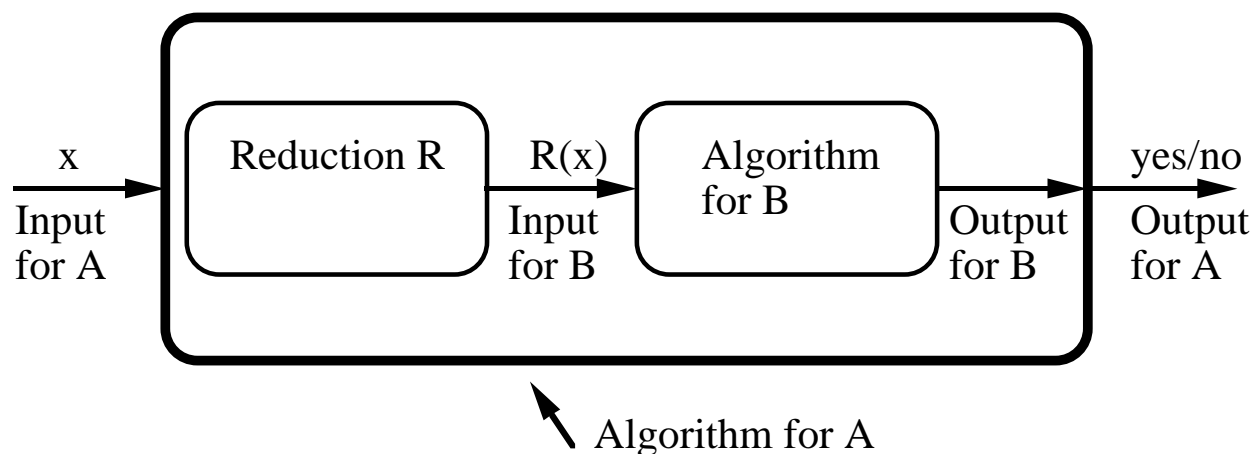 x
Input
for A
Reduction R
R(x)
Input
for B
Algorithm
for B
Output
for B
yes/no
Output
for A
Algorithm for A